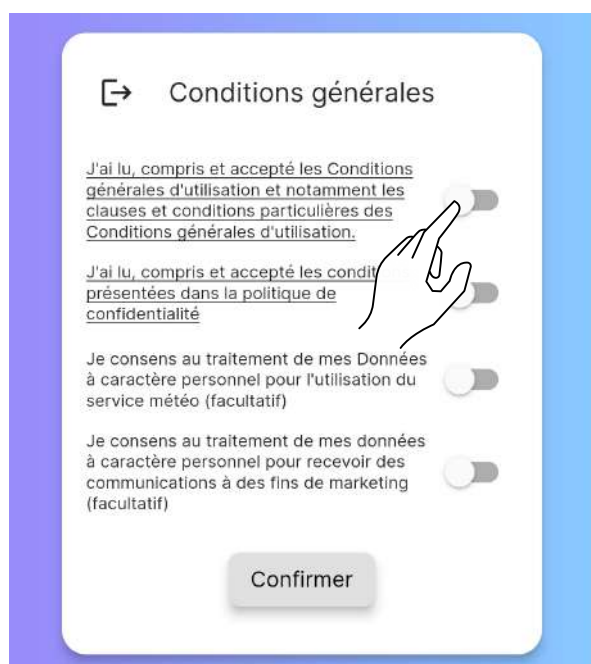 Conditions générales
J'ai lu, compris et accepté les Conditions
générales d'utilisation et notamment les
clauses et conditions particulières des
Conditions générales d'utilisation.
J'ai lu, compris et accepté les condit
présentées dans la politique de
confidentialité
Je consens au traitement de mes Données
à caractère personnel pour l'utilisation du
service météo (facultatif)
Je consens au traitement de mes données
à caractère personnel pour recevoir des
communications à des fins de marketing
(facultatif)
Confirmer